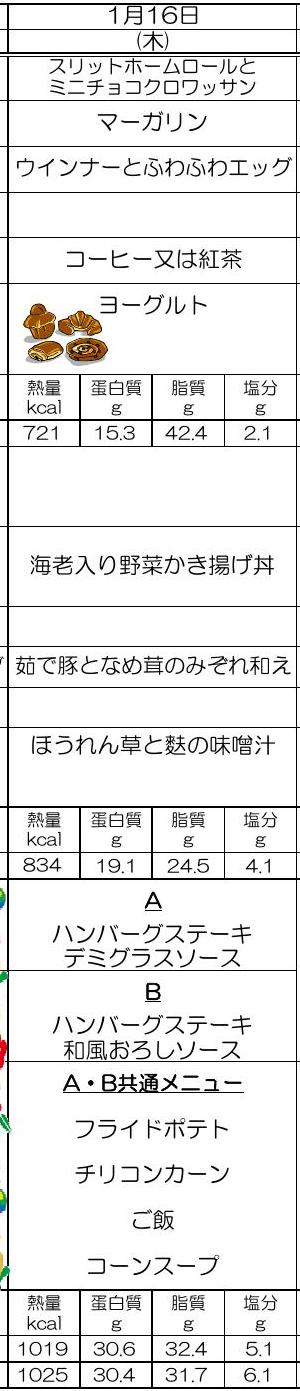 1月16日
(木)
スリットホームロールと
ミニチョコクロワッサン
マーガリン
ウインナーとふわふわエッグ
コーヒー又は紅茶
ヨーグルト
熱量 蛋白質 脂質 塩分
kcal g g g
721 15.3 42.4 2.1
海老入り野菜かき揚げ丼
茹で豚となめ茸のみぞれ和え
ほうれん草と麩の味噌汁
熱量 蛋白質 脂質 塩分
kcal g g g
834 19.1 24.5 4.1
A
ハンバーグステーキ
デミグラスソース
B
ハンバーグステーキ
和風おろしソース
A・B共通メニュー
フライドポテト
チリコンカーン
ご飯
コーンスープ
熱量 蛋白質 脂質 塩分
kcal g g g
1019 30.6 32.4 5.1
1025 30.4 31.7 6.1